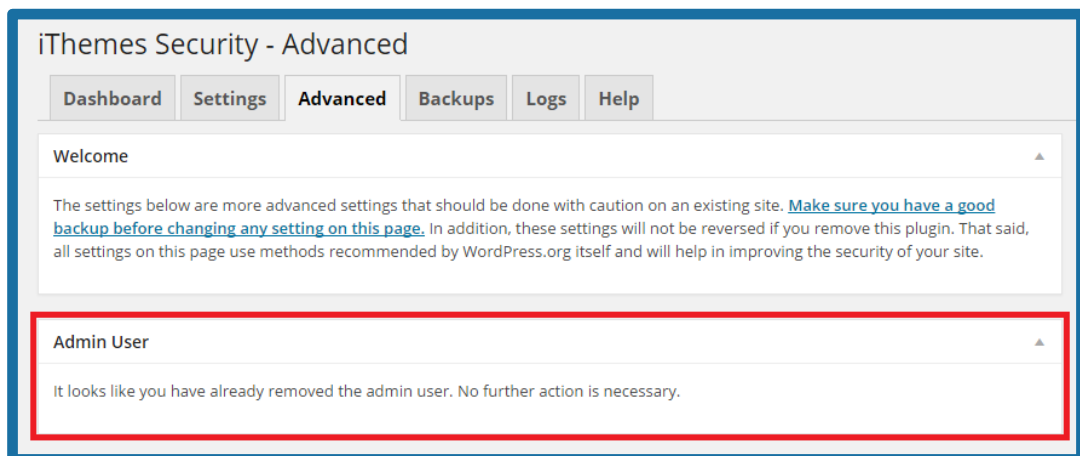 iThemes Security - Advanced
Dashboard Settings Advanced Backups Logs Help
Welcome
The settings below are more advanced settings that should be done with caution on an existing site. Make sure you have a good
backup before changing any setting on this page. In addition, these settings will not be reversed if you remove this plugin. That said,
all settings on this page use methods recommended by WordPress.org itself and will help in improving the security of your site.
Admin User
It looks like you have already removed the admin user. No further action is necessary.